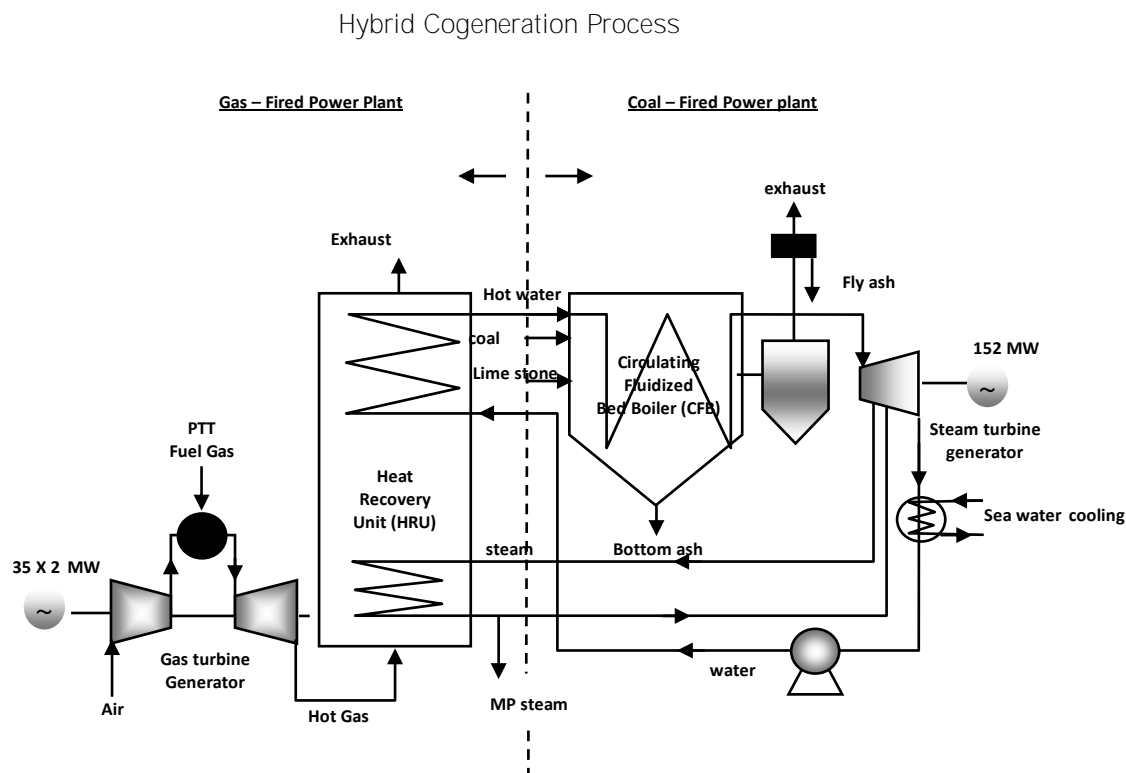 Hybrid Cogeneration Process
Gas – Fired Power Plant
Coal – Fired Power plant
exhaust
Exhaust
Fly ash
Hot water
coal
Lime stone
Circulating
Fluidized
Bed Boiler (CFB)
152 MW
~
Steam turbine
generator
PTT
Fuel Gas
Heat
Recovery
Unit (HRU)
Sea water cooling
steam
Bottom ash
35 X 2 MW
~
Gas turbine
Generator
water
Air
Hot Gas
MP steam